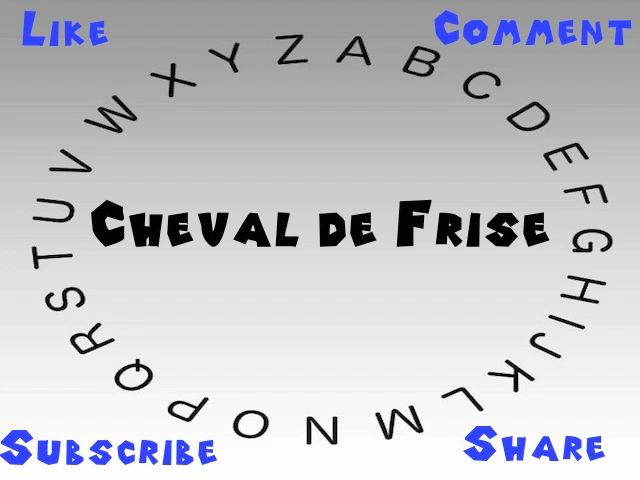 Like
Comment
A B C D E F G H I J K L M N O P Q R S T U V W X Y Z
Cheval de Frise
Subscribe
Share